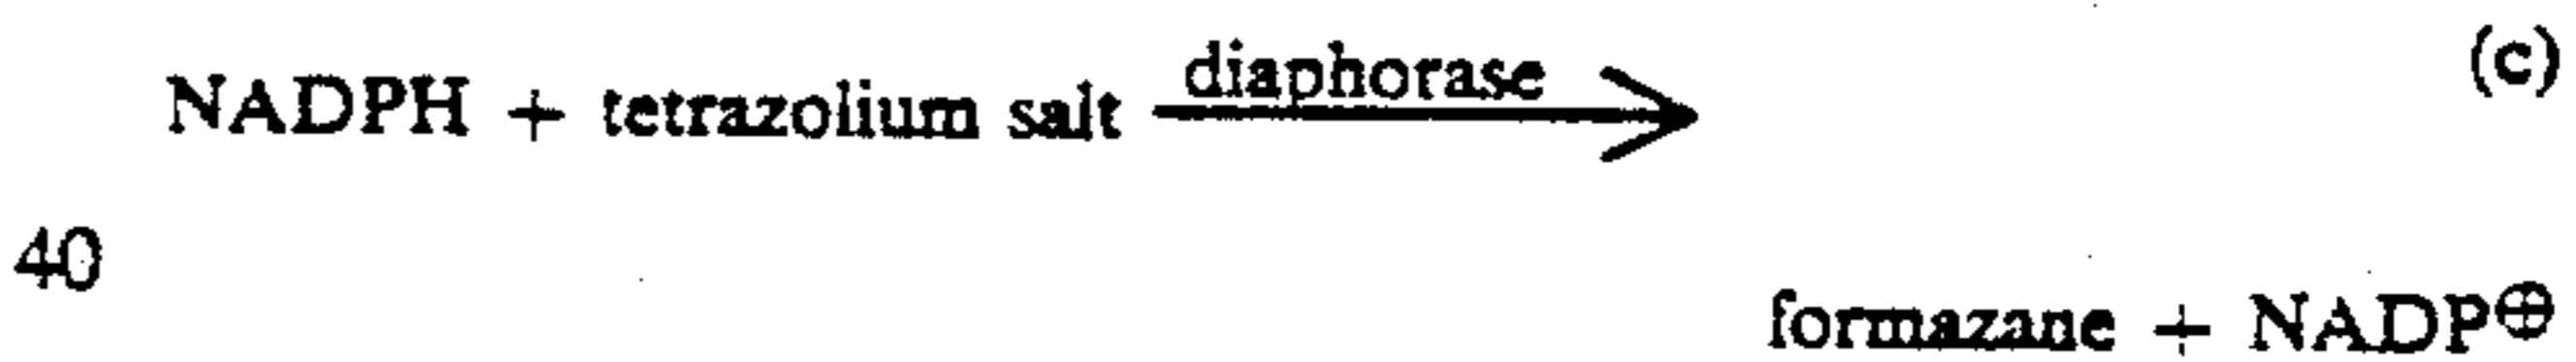 diaphorase (c)
NADPH + tetrazolium salt ⟶
40
formazane + NADP⊕